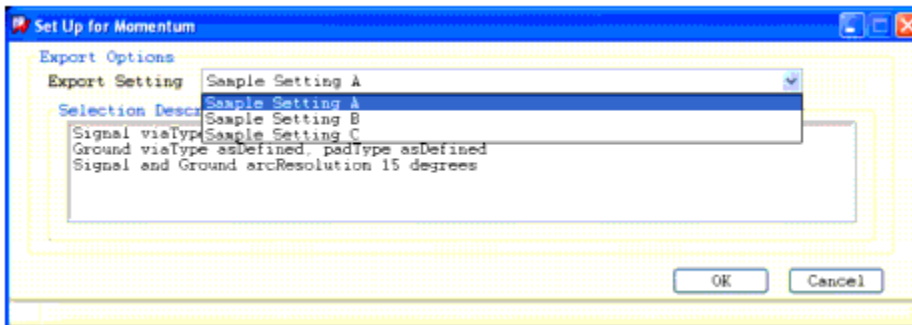 Set Up for Momentum
Export Options
Export Setting Sample Setting A
Sample Setting A
Selection Descr
Sample Setting B
Signal viaType
Sample Setting C
Ground viaType asDefined, padType asDefined
Signal and Ground arcResolution 15 degrees
OK Cancel